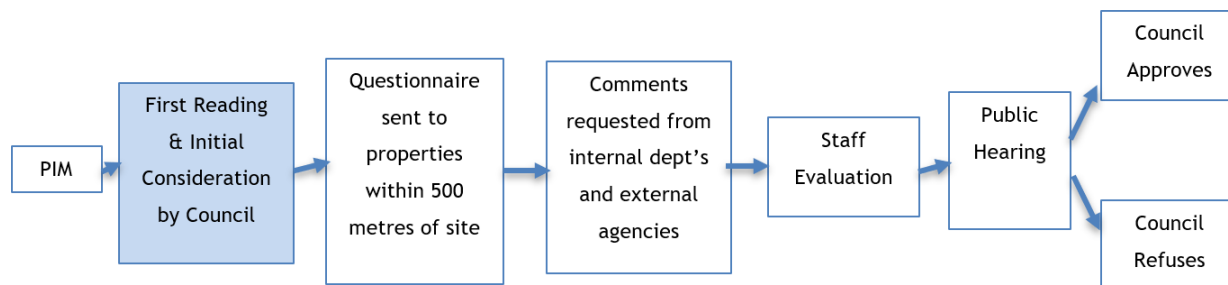 PIM
First Reading
& Initial
Consideration
by Council
Questionnaire
sent to
properties
within 500
metres of site
Comments
requested from
internal dept's
and external
agencies
Staff
Evaluation
Public
Hearing
Council
Approves
Council
Refuses